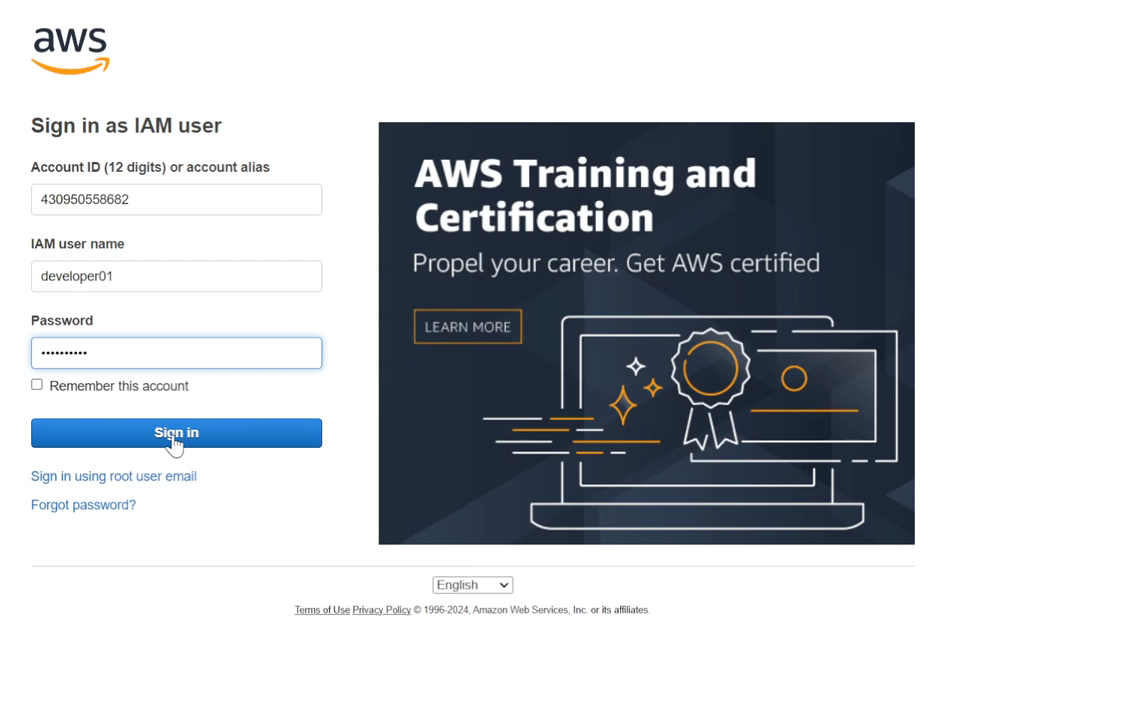 aws
Sign in as IAM user
Account ID (12 digits) or account alias
430950558682
IAM user name
developer01
Password
••••••••••
Remember this account
Sign in
Sign in using root user email
Forgot password?
AWS Training and
Certification
Propel your career. Get AWS certified
LEARN MORE
English
Terms of Use Privacy Policy © 1996-2024, Amazon Web Services, Inc. or its affiliates.